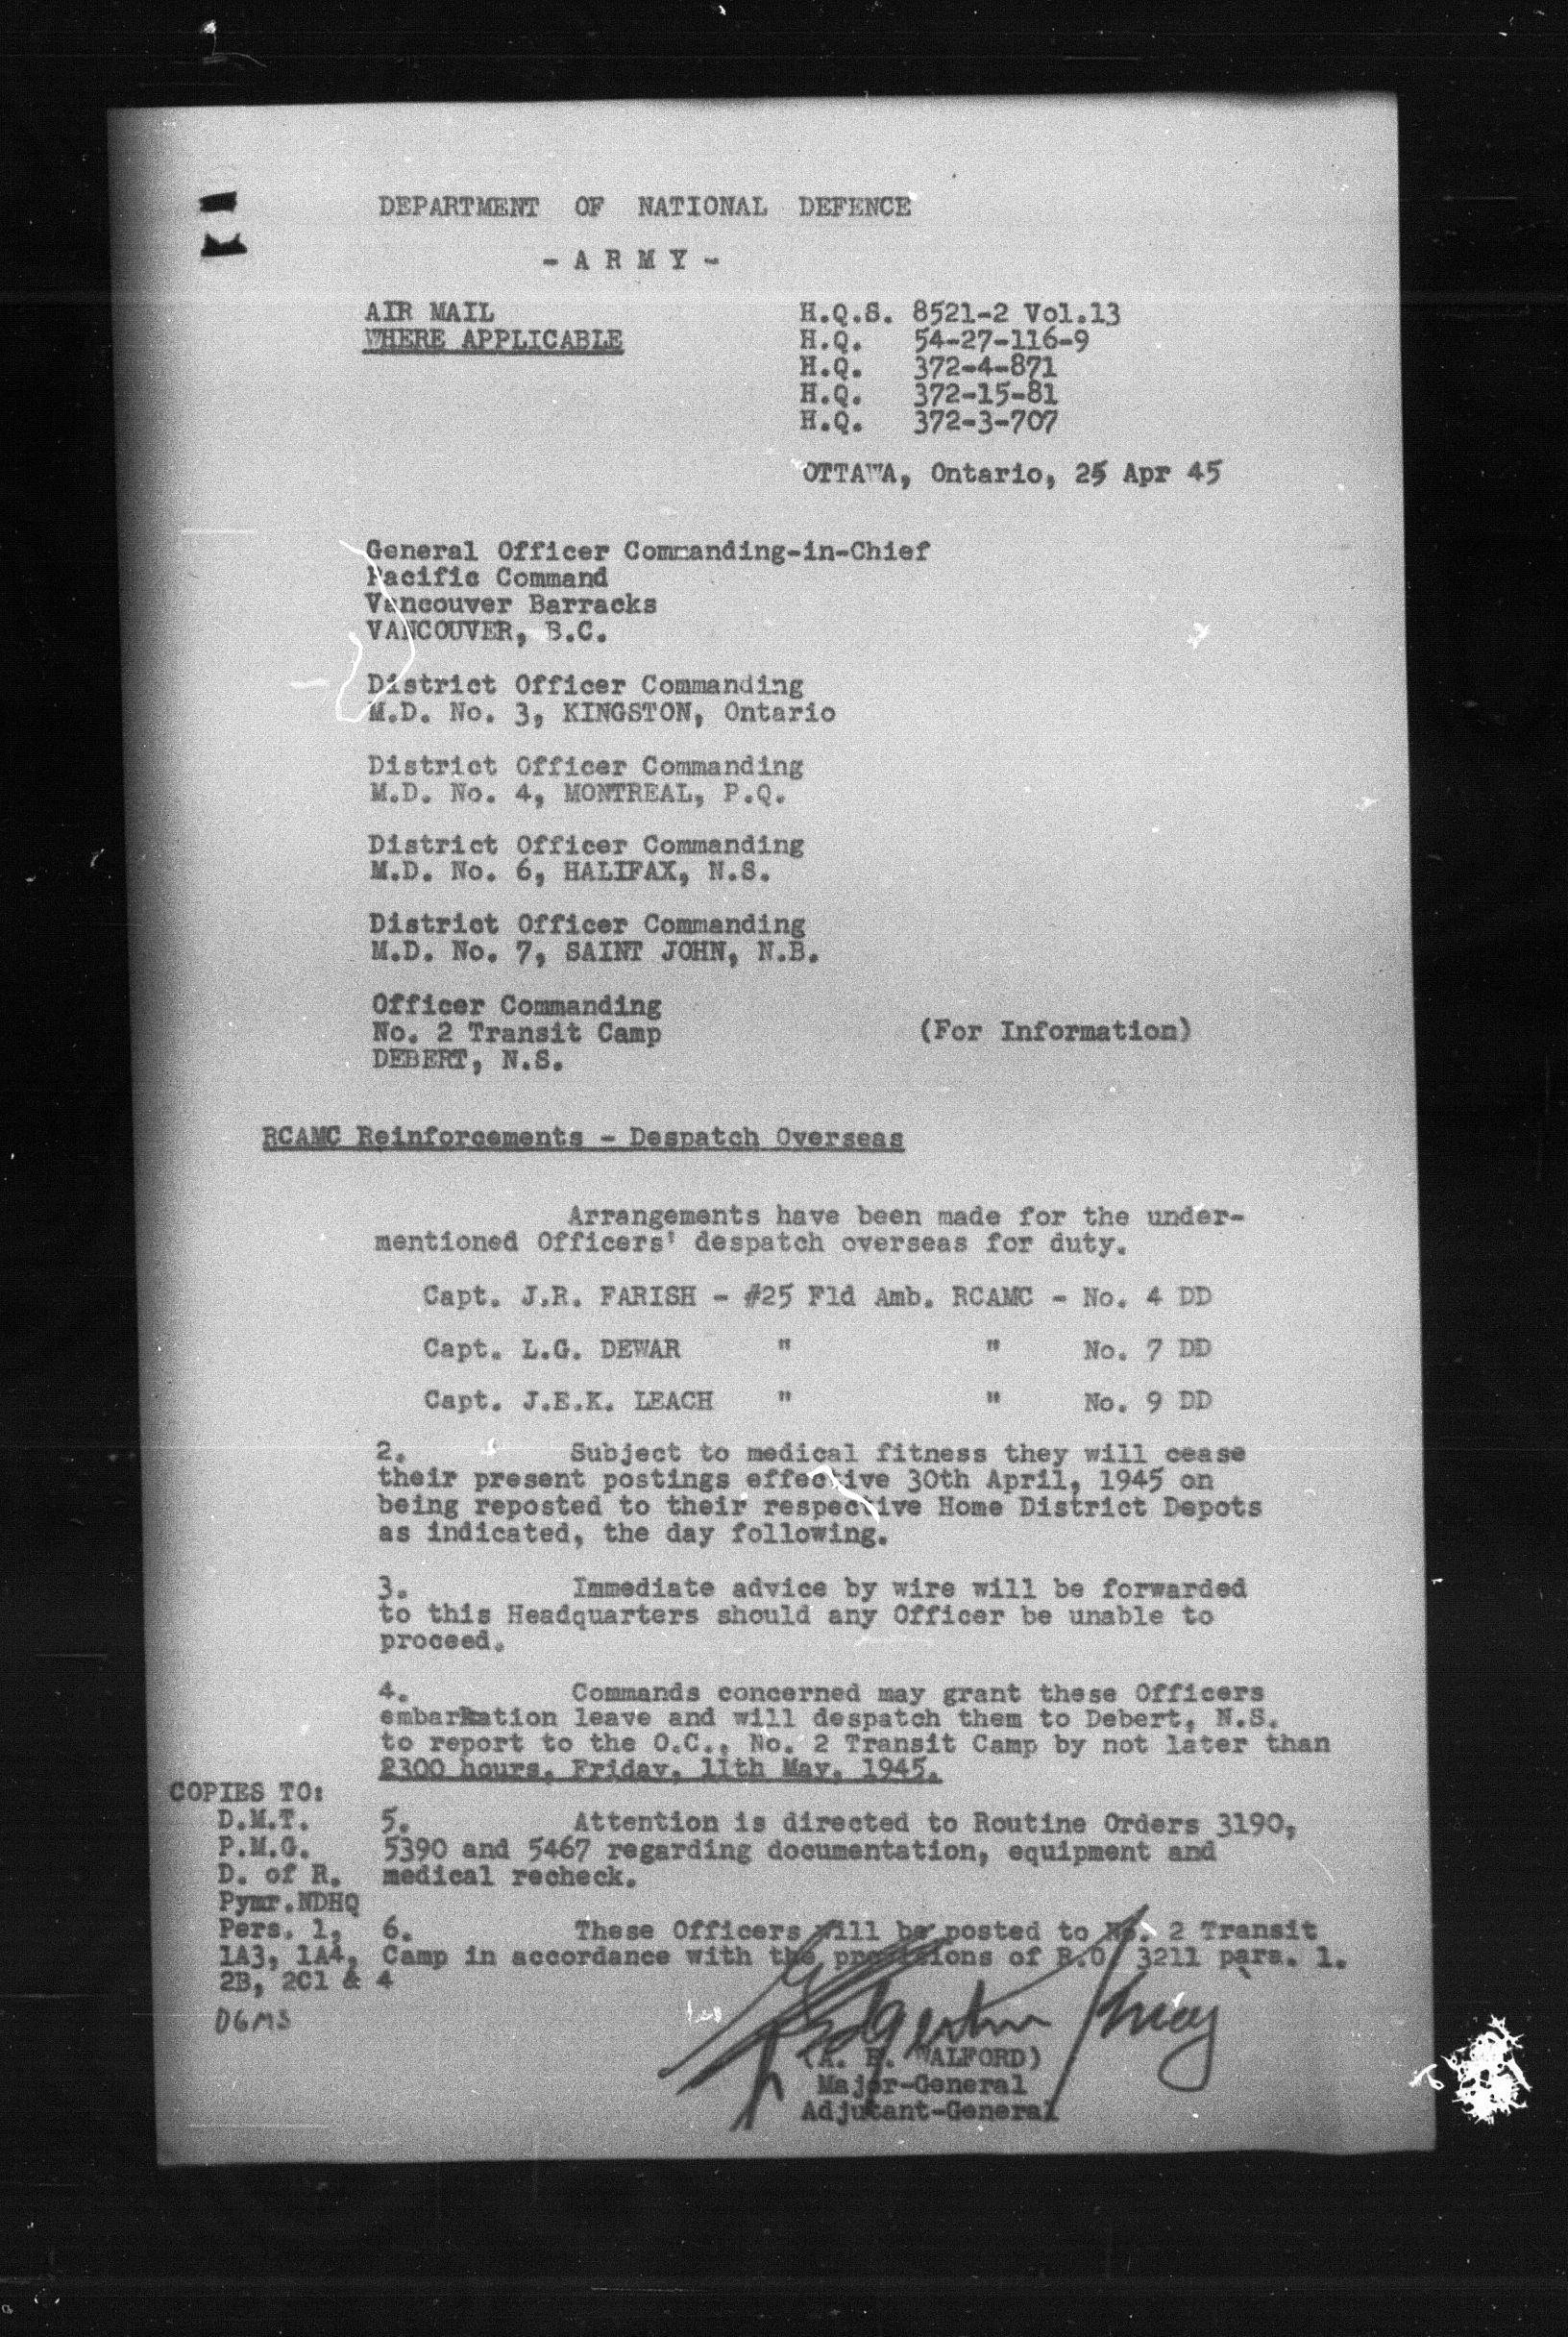 DEPARTMENT OF NATIONAL DEFENCE
- A R M Y -
AIR MAIL
WHERE APPLICABLE
H.Q.S. 8521-2 Vol.13
H.Q. 54-27-116-9
H.Q. 372-4-871
H.Q. 372-15-81
H.Q. 372-3-707
OTTAWA, Ontario, 25 Apr 45
General Officer Commanding-in-Chief
Pacific Command
Vancouver Barracks
VANCOUVER, B.C.
District Officer Commanding
M.D. No. 3, KINGSTON, Ontario
District Officer Commanding
M.D. No. 4, MONTREAL, P.Q.
District Officer Commanding
M.D. No. 6, HALIFAX, N.S.
District Officer Commanding
M.D. No. 7, SAINT JOHN, N.B.
Officer Commanding
No. 2 Transit Camp (For Information)
DEBERT, N.S.
RCAMC Reinforcements - Despatch Overseas
Arrangements have been made for the under-
mentioned Officers' despatch overseas for duty.
Capt. J.R. FARISH - #25 Fld Amb. RCAMC - No. 4 DD
Capt. L.G. DEWAR " " No. 7 DD
Capt. J.E.K. LEACH " " No. 9 DD
2. Subject to medical fitness they will cease
their present postings effective 30th April, 1945 on
being reposted to their respective Home District Depots
as indicated, the day following.
3. Immediate advice by wire will be forwarded
to this Headquarters should any Officer be unable to
proceed.
4. Commands concerned may grant these Officers
embarkation leave and will despatch them to Debert, N.S.
to report to the O.C., No. 2 Transit Camp by not later than
2300 hours, Friday, 11th May, 1945.
5. Attention is directed to Routine Orders 3190,
5390 and 5467 regarding documentation, equipment and
medical recheck.
6. These Officers will be posted to No. 2 Transit
Camp in accordance with the provisions of R.O. 3211 para. 1.
COPIES TO:
D.M.T.
P.M.G.
D. of R.
Pymr.NDHQ
Pers. 1,
1A3, 1A4,
2B, 2C1 & 4
DGMS
(A. E. WALFORD)
Major-General
Adjutant-General